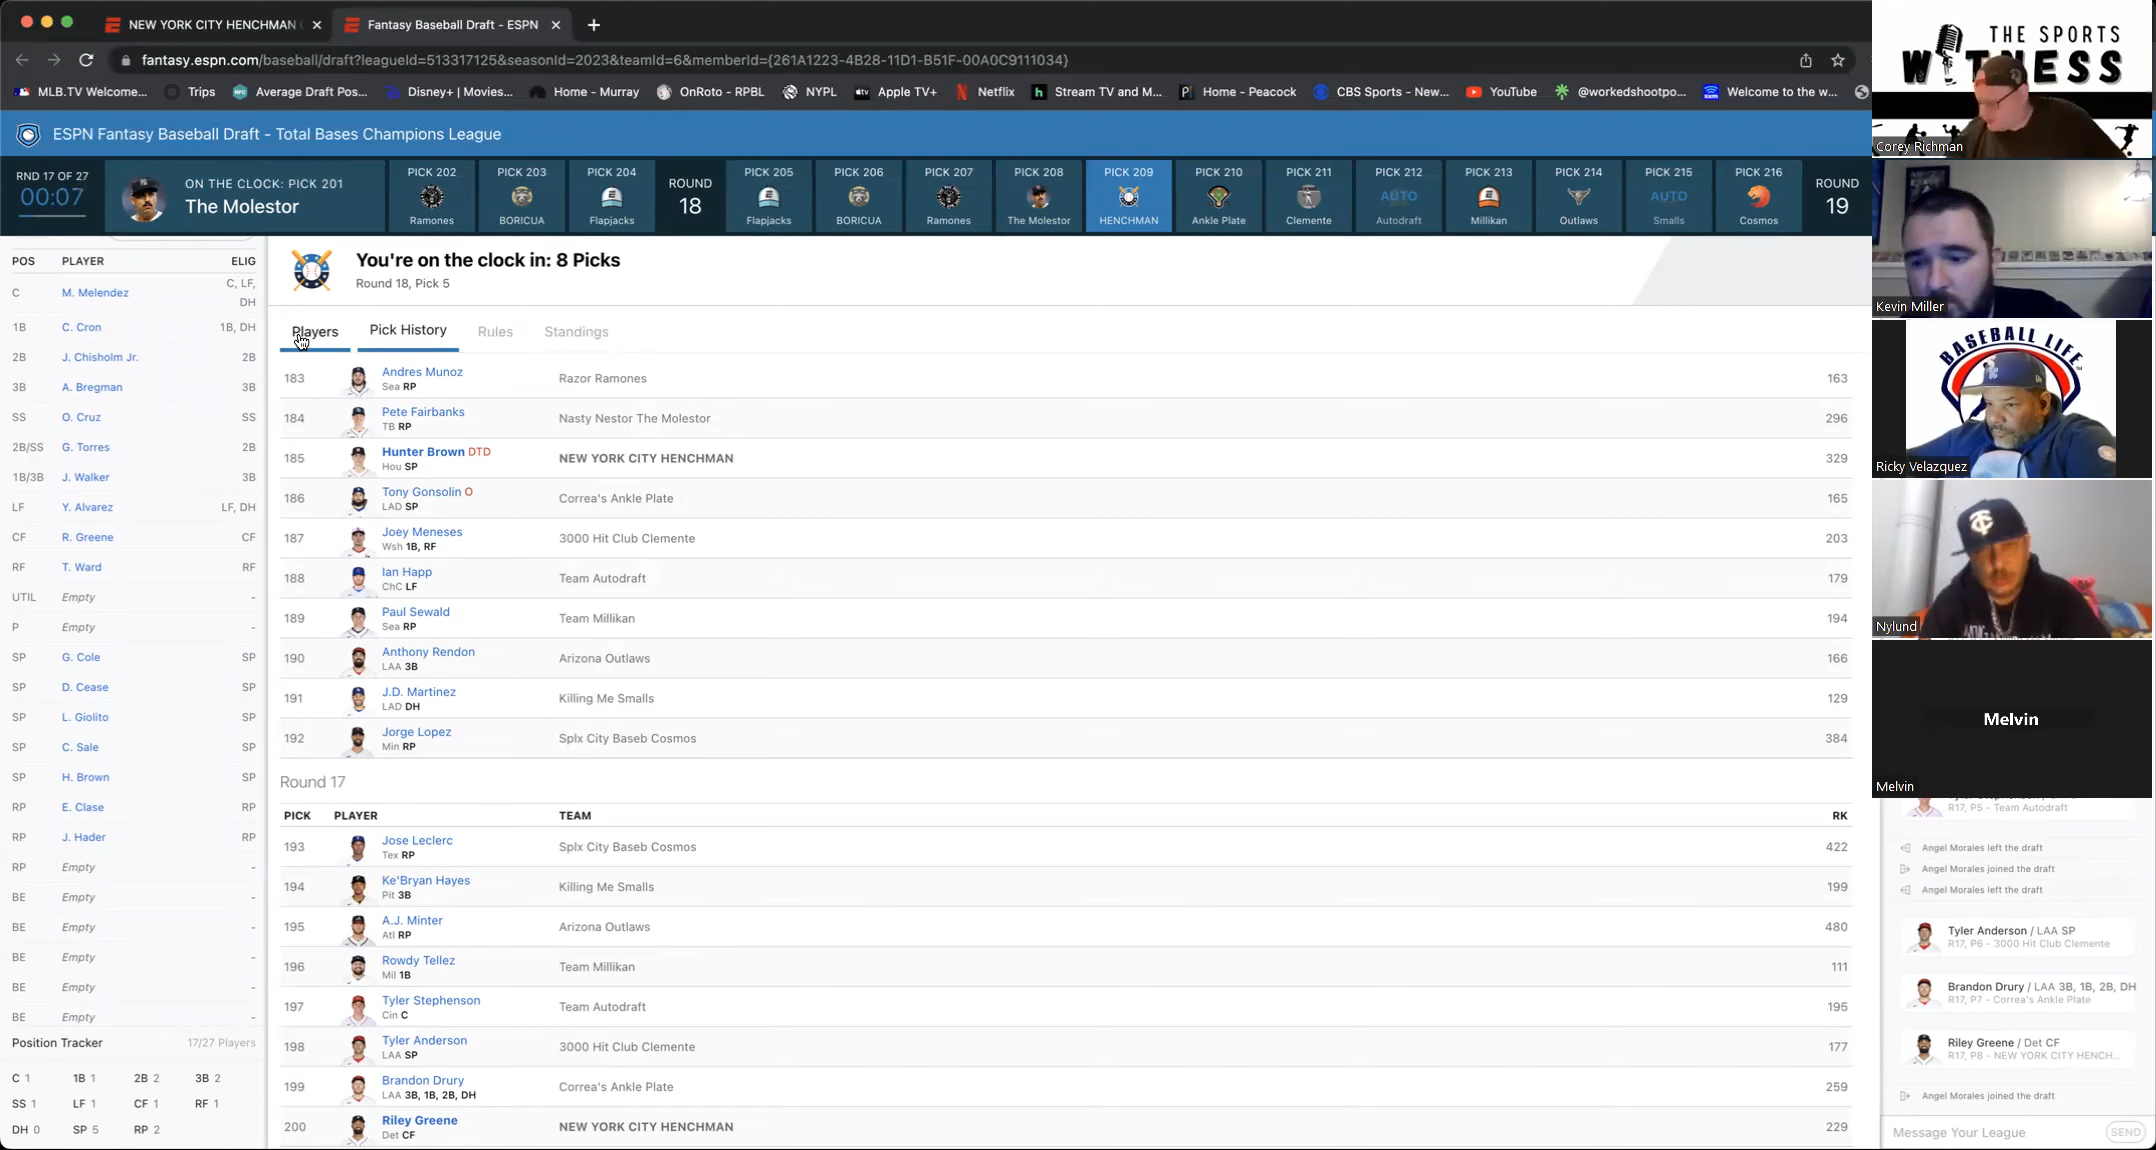 NEW YORK CITY HENCHMAN
Fantasy Baseball Draft - ESPN
fantasy.espn.com/baseball/draft?leagueId=513317125&seasonId=2023&teamId=6&memberId={261A1223-4B28-11D1-B51F-00A0C9111034}
MLB.TV Welcome... Trips Average Draft Pos... Disney+ | Movies... Home - Murray OnRoto - RPBL NYPL Apple TV+ Netflix Stream TV and M... Home - Peacock CBS Sports - New... YouTube @workedshootpo... Welcome to the w...
ESPN Fantasy Baseball Draft - Total Bases Champions League
RND 17 OF 27
00:07
ON THE CLOCK: PICK 201
The Molestor
PICK 202
Ramones
PICK 203
BORICUA
PICK 204
Flapjacks
ROUND
18
PICK 205
Flapjacks
PICK 206
BORICUA
PICK 207
Ramones
PICK 208
The Molestor
PICK 209
HENCHMAN
PICK 210
Ankle Plate
PICK 211
Clemente
PICK 212
AUTO
Autodraft
PICK 213
Millikan
PICK 214
Outlaws
PICK 215
AUTO
Smalls
PICK 216
Cosmos
ROUND
19
POS PLAYER ELIG
C M. Melendez C, LF, DH
1B C. Cron 1B, DH
2B J. Chisholm Jr. 2B
3B A. Bregman 3B
SS O. Cruz SS
2B/SS G. Torres 2B
1B/3B J. Walker 3B
LF Y. Alvarez LF, DH
CF R. Greene CF
RF T. Ward RF
UTIL Empty -
P Empty -
SP G. Cole SP
SP D. Cease SP
SP L. Giolito SP
SP C. Sale SP
SP H. Brown SP
RP E. Clase RP
RP J. Hader RP
RP Empty -
BE Empty -
BE Empty -
BE Empty -
BE Empty -
BE Empty -
Position Tracker 17/27 Players
C 1 1B 1 2B 2 3B 2
SS 1 LF 1 CF 1 RF 1
DH 0 SP 5 RP 2
You're on the clock in: 8 Picks
Round 18, Pick 5
Players Pick History Rules Standings
183 Andres Munoz Razor Ramones 163
Sea RP
184 Pete Fairbanks Nasty Nestor The Molestor 296
TB RP
185 Hunter Brown DTD NEW YORK CITY HENCHMAN 329
Hou SP
186 Tony Gonsolin O Correa's Ankle Plate 165
LAD SP
187 Joey Meneses 3000 Hit Club Clemente 203
Wsh 1B, RF
188 Ian Happ Team Autodraft 179
ChC LF
189 Paul Sewald Team Millikan 194
Sea RP
190 Anthony Rendon Arizona Outlaws 166
LAA 3B
191 J.D. Martinez Killing Me Smalls 129
LAD DH
192 Jorge Lopez Splx City Baseb Cosmos 384
Min RP
Round 17
PICK PLAYER TEAM RK
193 Jose Leclerc Splx City Baseb Cosmos 422
Tex RP
194 Ke'Bryan Hayes Killing Me Smalls 199
Pit 3B
195 A.J. Minter Arizona Outlaws 480
Atl RP
196 Rowdy Tellez Team Millikan 111
Mil 1B
197 Tyler Stephenson Team Autodraft 195
Cin C
198 Tyler Anderson 3000 Hit Club Clemente 177
LAA SP
199 Brandon Drury Correa's Ankle Plate 259
LAA 3B, 1B, 2B, DH
200 Riley Greene NEW YORK CITY HENCHMAN 229
Det CF
THE SPORTS
WITNESS
Corey Richman
Kevin Miller
BASEBALL LIFE
Ricky Velazquez
Nylund
Melvin
Melvin
R17, P5 - Team Autodraft
Angel Morales left the draft
Angel Morales joined the draft
Angel Morales left the draft
Tyler Anderson / LAA SP
R17, P6 - 3000 Hit Club Clemente
Brandon Drury / LAA 3B, 1B, 2B, DH
R17, P7 - Correa's Ankle Plate
Riley Greene / Det CF
R17, P8 - NEW YORK CITY HENCH...
Angel Morales joined the draft
Message Your League SEND